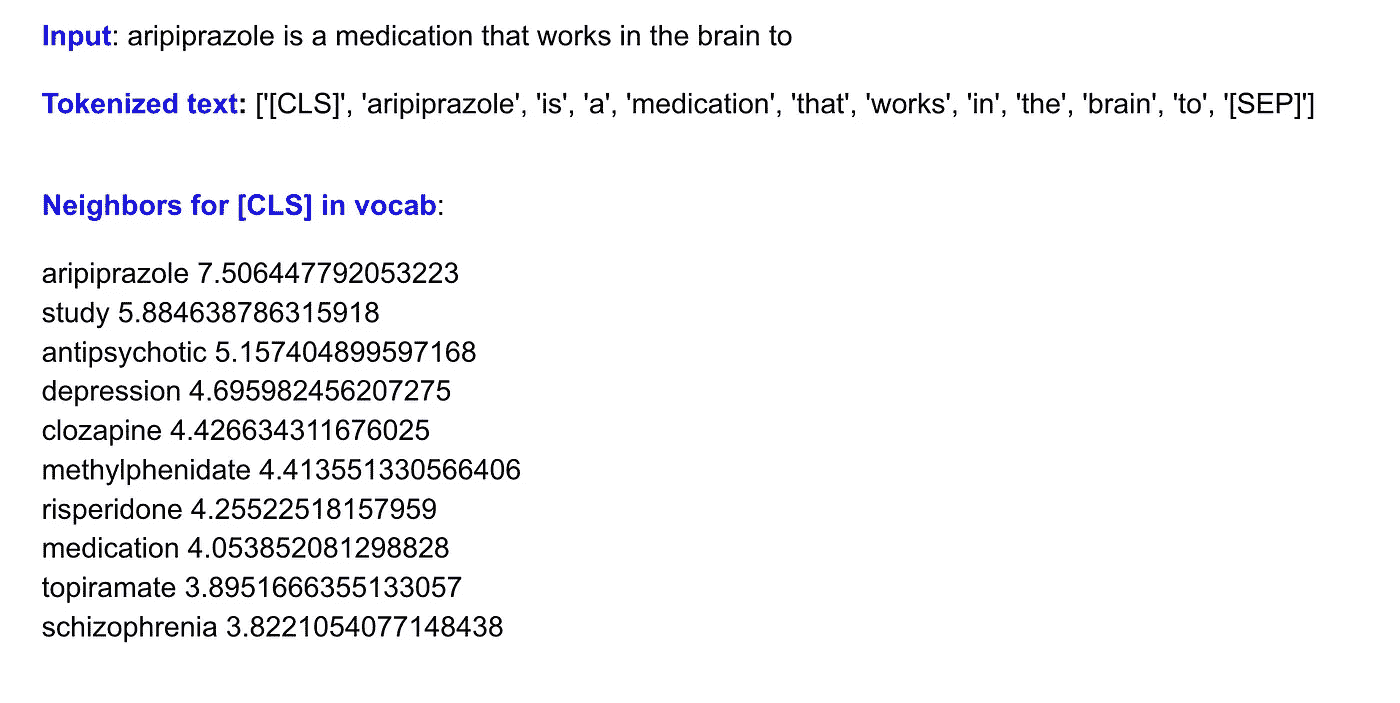 Input: aripiprazole is a medication that works in the brain to
Tokenized text: ['[CLS]', 'aripiprazole', 'is', 'a', 'medication', 'that', 'works', 'in', 'the', 'brain', 'to', '[SEP]']
Neighbors for [CLS] in vocab:
aripiprazole 7.506447792053223
study 5.884638786315918
antipsychotic 5.157404899597168
depression 4.695982456207275
clozapine 4.426634311676025
methylphenidate 4.413551330566406
risperidone 4.25522518157959
medication 4.053852081298828
topiramate 3.8951666355133057
schizophrenia 3.8221054077148438